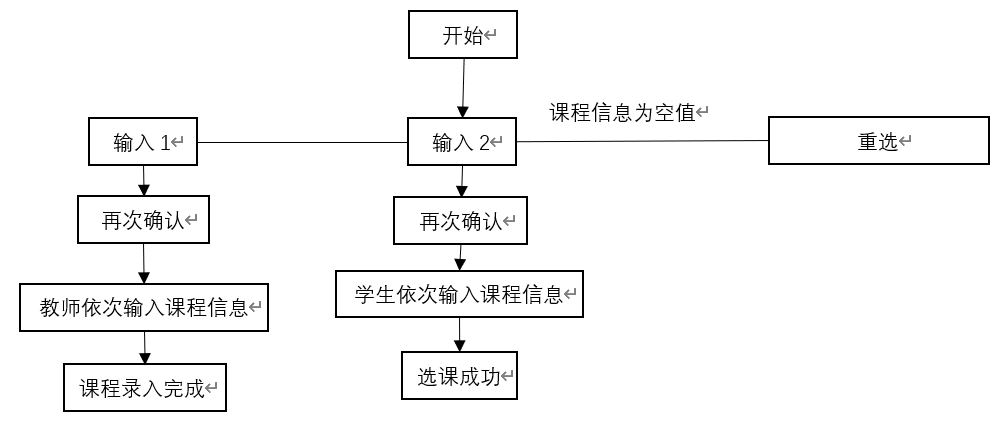 开始
课程信息为空值
输入 1
输入 2
重选
再次确认
再次确认
教师依次输入课程信息
学生依次输入课程信息
课程录入完成
选课成功